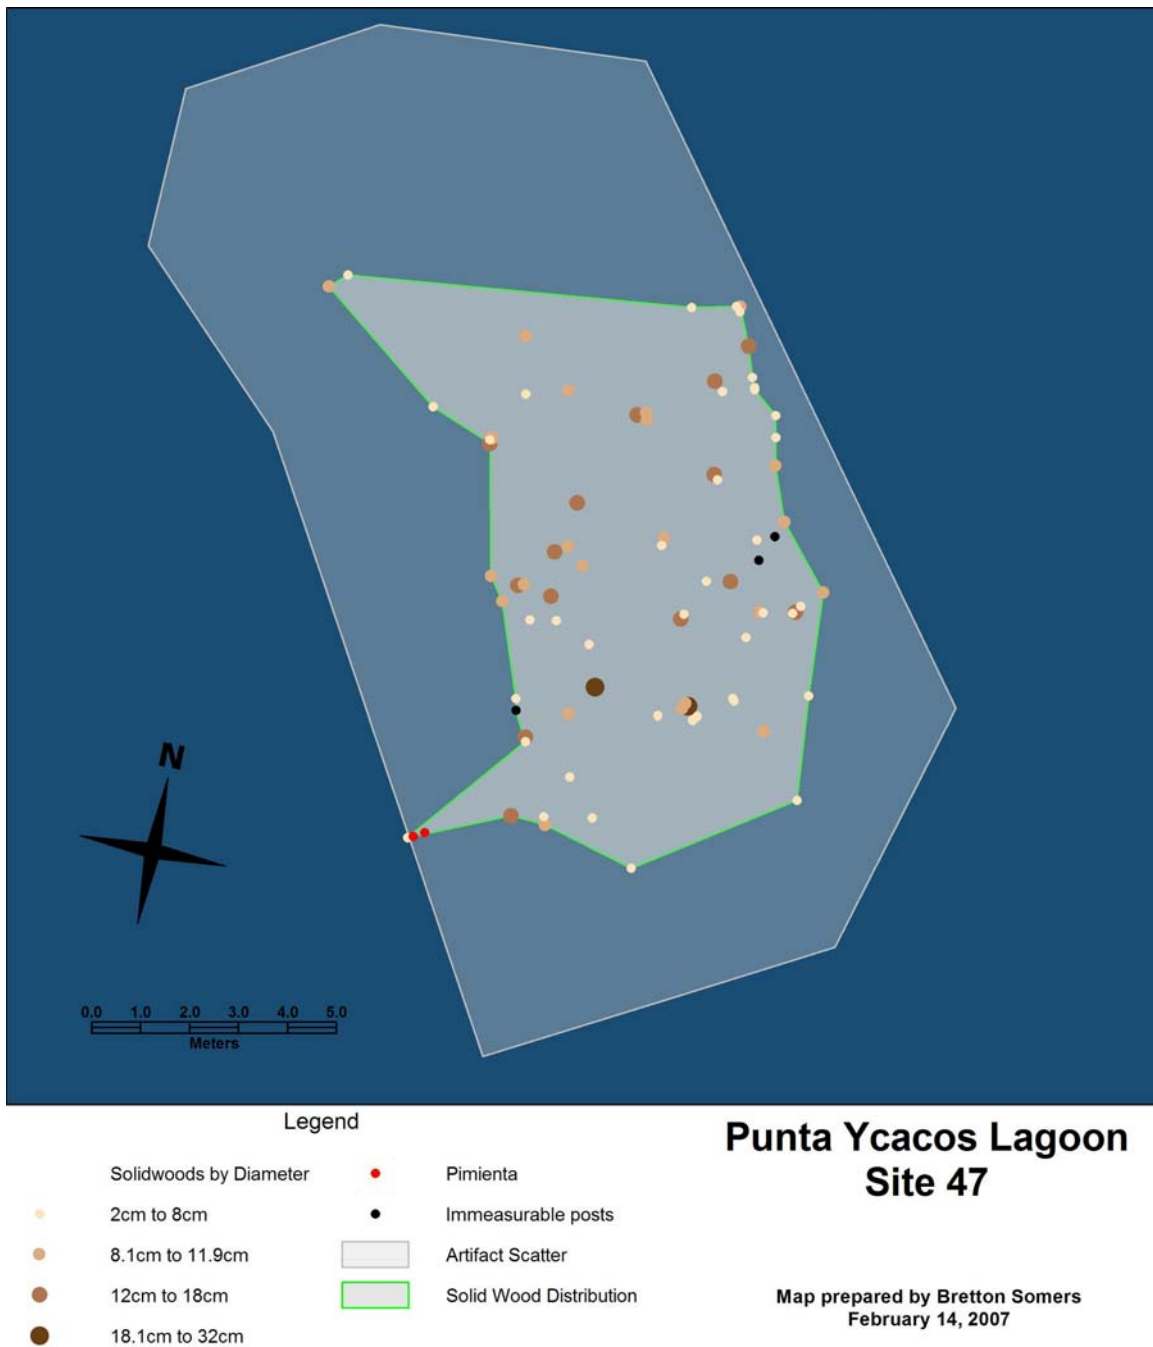 N
0.0 1.0 2.0 3.0 4.0 5.0
Meters
Legend
Solidwoods by Diameter
2cm to 8cm
8.1cm to 11.9cm
12cm to 18cm
18.1cm to 32cm
Pimienta
Immeasurable posts
Artifact Scatter
Solid Wood Distribution
Punta Ycacos Lagoon
Site 47
Map prepared by Bretton Somers
February 14, 2007